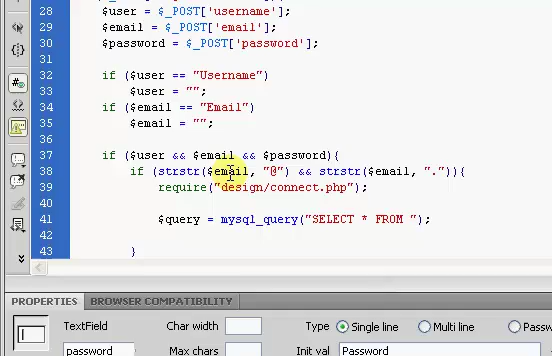 28 $user = $_POST['username'];
29 $email = $_POST['email'];
30 $password = $_POST['password'];
31
32 if ($user == "Username")
33 $user = "";
34 if ($email == "Email")
35 $email = "";
36
37 if ($user && $email && $password){
38 if (strstr($email, "@") && strstr($email, ".")){
39 require("design/connect.php");
40
41 $query = mysql_query("SELECT * FROM ");
42
43 }
PROPERTIES BROWSER COMPATIBILITY
TextField Char width Type Single line Multi line Passw
password Max chars Init val Password